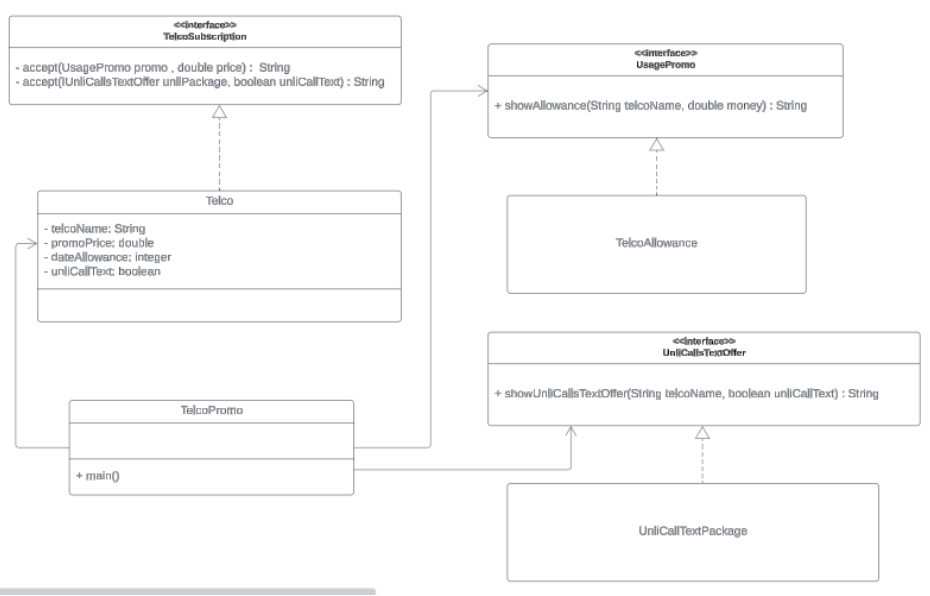 <<interface>>
TelcoSubscription
- accept(UsagePromo promo , double price) : String
- accept(IUnliCallsTextOffer unliPackage, boolean unliCallText) : String
<<interface>>
UsagePromo
+ showAllowance(String telcoName, double money) : String
Telco
- telcoName: String
- promoPrice: double
- dateAllowance: integer
- unliCallText: boolean
TelcoAllowance
<<interface>>
UnliCallsTextOffer
+ showUnliCallsTextOffer(String telcoName, boolean unliCallText) : String
TelcoPromo
+ main()
UnliCallTextPackage